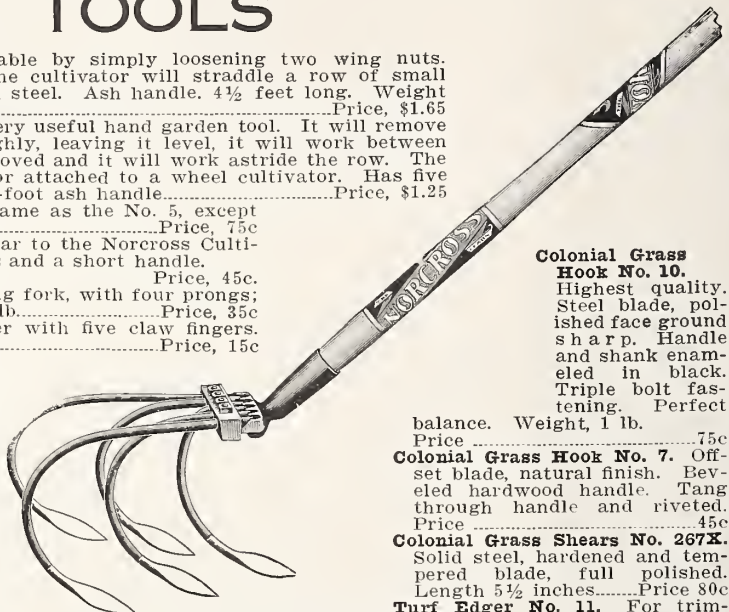 TOOLS
able by simply loosening two wing nuts.
ne cultivator will straddle a row of small
steel. Ash handle. 4½ feet long. Weight
Price, $1.65
ery useful hand garden tool. It will remove
ghly, leaving it level, it will work between
oved and it will work astride the row. The
or attached to a wheel cultivator. Has five
-foot ash handle Price, $1.25
ame as the No. 5, except
Price, 75c
ar to the Norcross Culti-
s and a short handle.
Price, 45c.
g fork, with four prongs;
lb. Price, 35c
er with five claw fingers.
Price, 15c
NORCROSS
Colonial Grass
Hook No. 10.
Highest quality.
Steel blade, pol-
ished face ground
sharp. Handle
and shank enam-
eled in black.
Triple bolt fas-
tening. Perfect
balance. Weight, 1 lb.
Price 75c
Colonial Grass Hook No. 7. Off-
set blade, natural finish. Bev-
eled hardwood handle. Tang
through handle and riveted.
Price 45c
Colonial Grass Shears No. 267X.
Solid steel, hardened and tem-
pered blade, full polished.
Length 5½ inches Price 80c
Turf Edger No. 11. For trim-